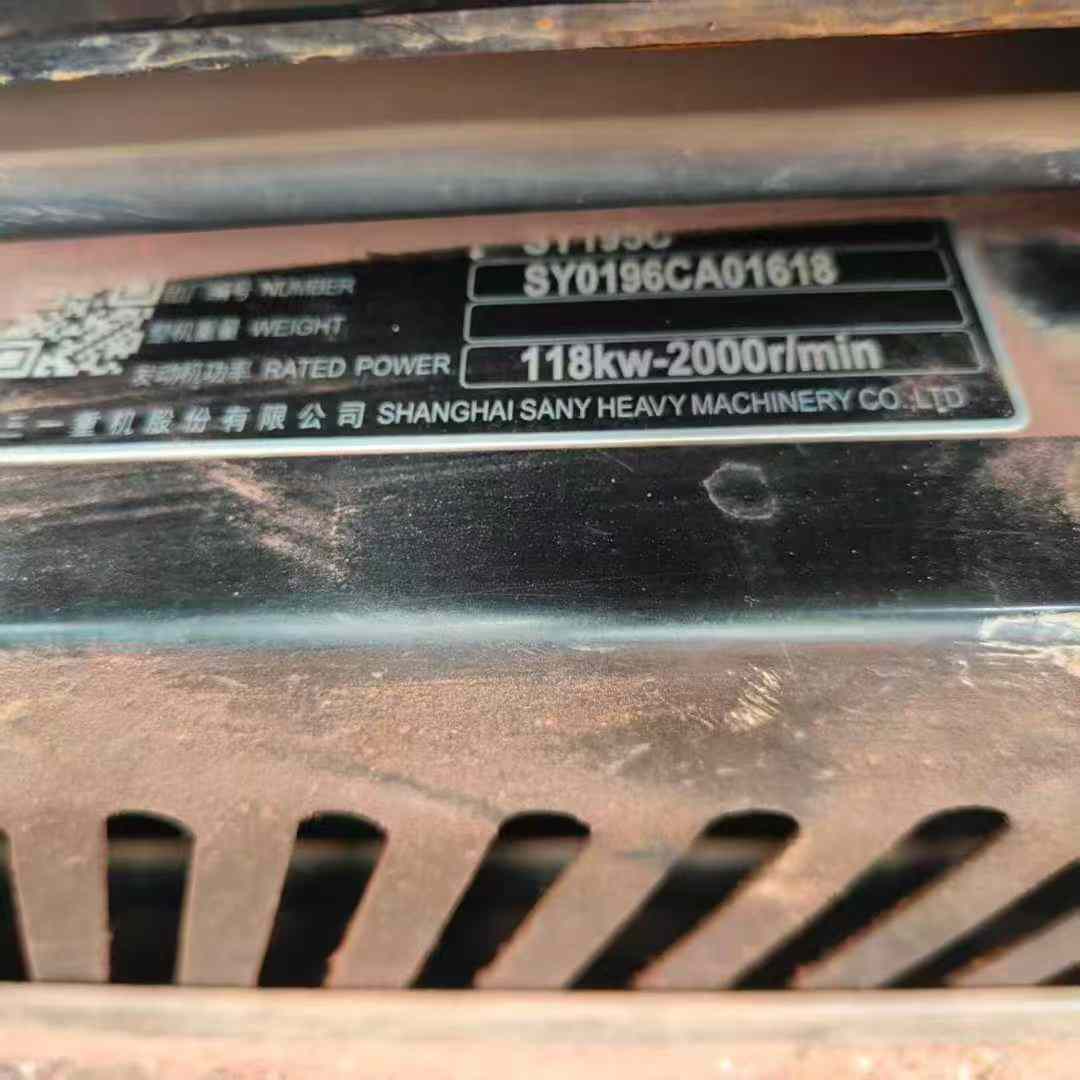 SY195C
出厂编号 NUMBER SY0196CA01618
整机重量 WEIGHT
发动机功率 RATED POWER 118kw-2000r/min
三一重机股份有限公司 SHANGHAI SANY HEAVY MACHINERY CO.,LTD